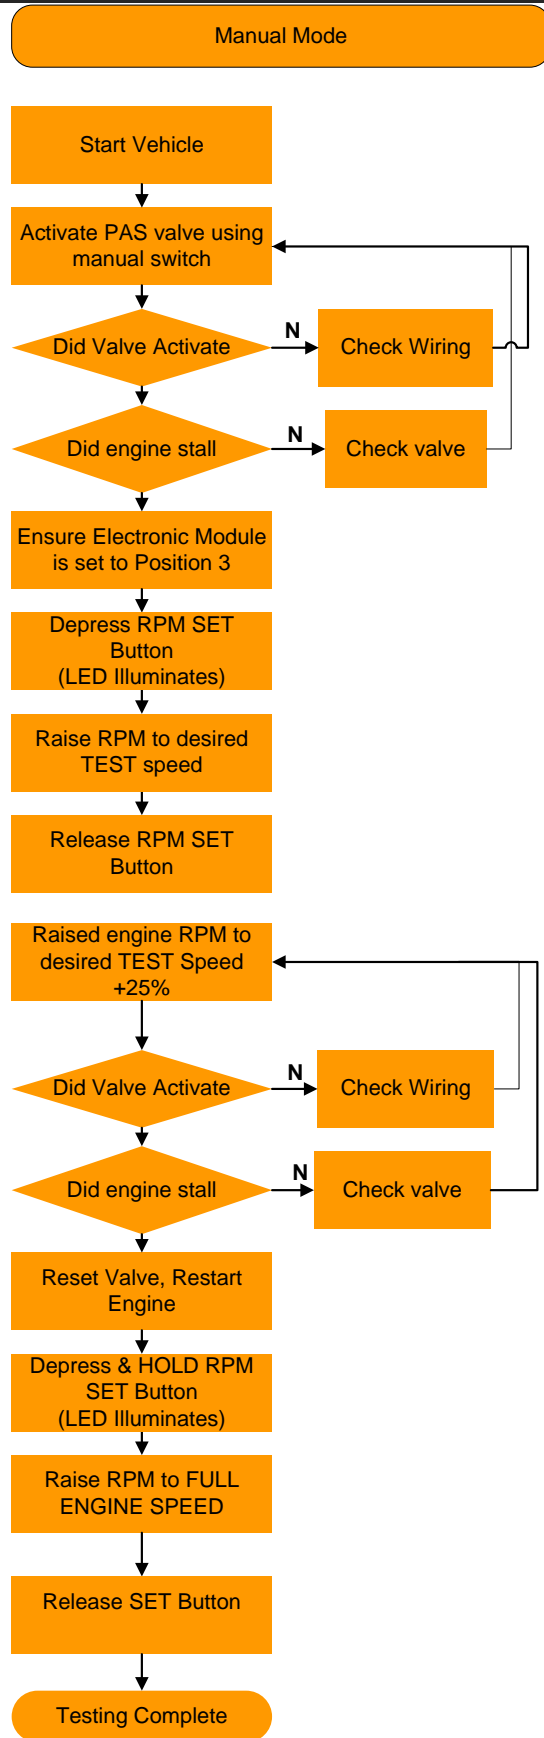 Manual Mode
Start Vehicle
Activate PAS valve using
manual switch
Did Valve Activate
N
Check Wiring
Did engine stall
N
Check valve
Ensure Electronic Module
is set to Position 3
Depress RPM SET
Button
(LED Illuminates)
Raise RPM to desired
TEST speed
Release RPM SET
Button
Raised engine RPM to
desired TEST Speed
+25%
Did Valve Activate
N
Check Wiring
Did engine stall
N
Check valve
Reset Valve, Restart
Engine
Depress & HOLD RPM
SET Button
(LED Illuminates)
Raise RPM to FULL
ENGINE SPEED
Release SET Button
Testing Complete